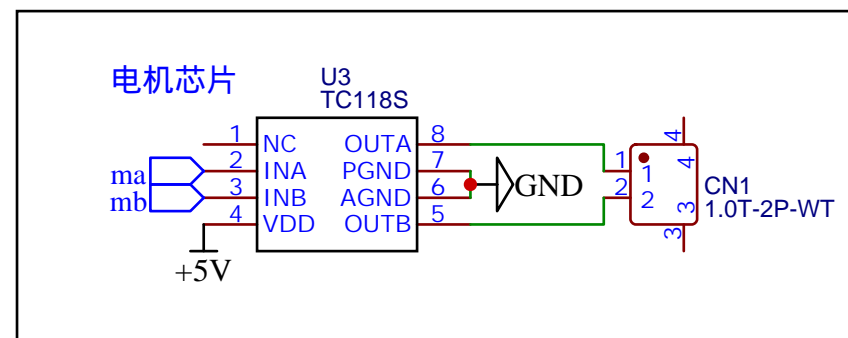 电机芯片
U3
TC118S
1 NC OUTA 8
ma 2 INA PGND 7
mb 3 INB AGND 6
4 VDD OUTB 5
+5V
GND
1 1
2 2
4 4
3 3
CN1
1.0T-2P-WT